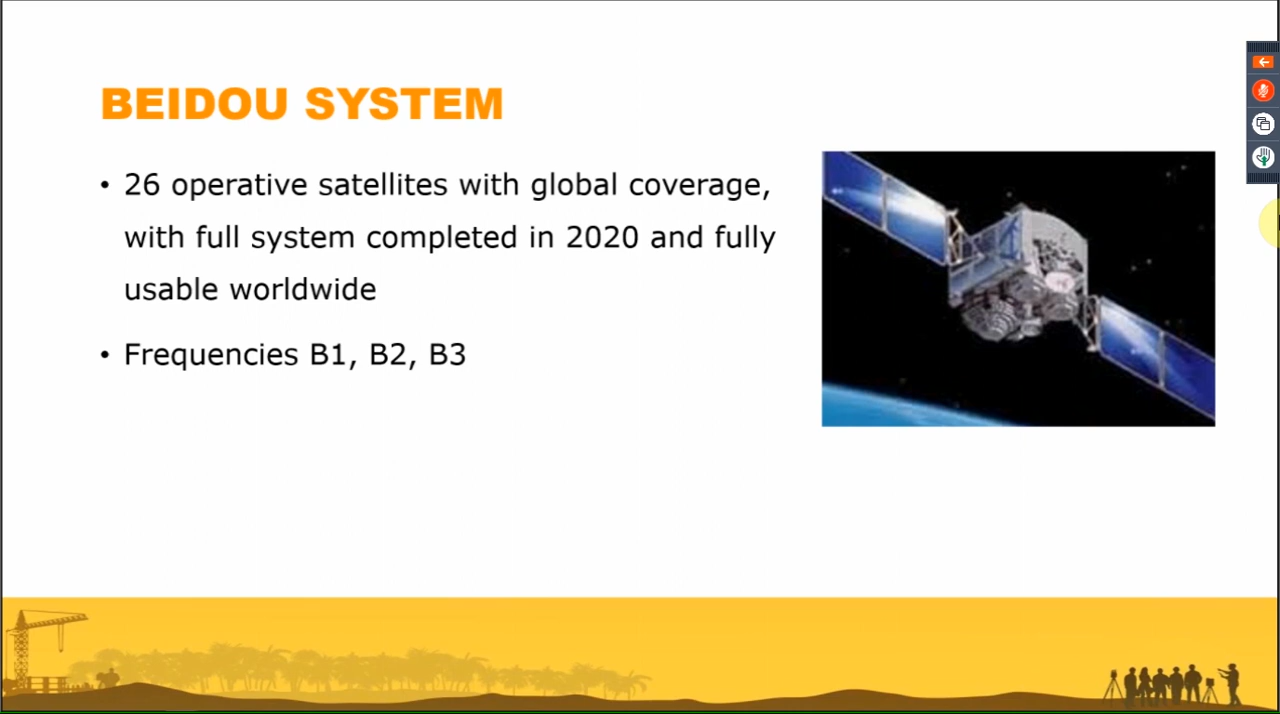 BEIDOU SYSTEM
• 26 operative satellites with global coverage,
with full system completed in 2020 and fully
usable worldwide
• Frequencies B1, B2, B3